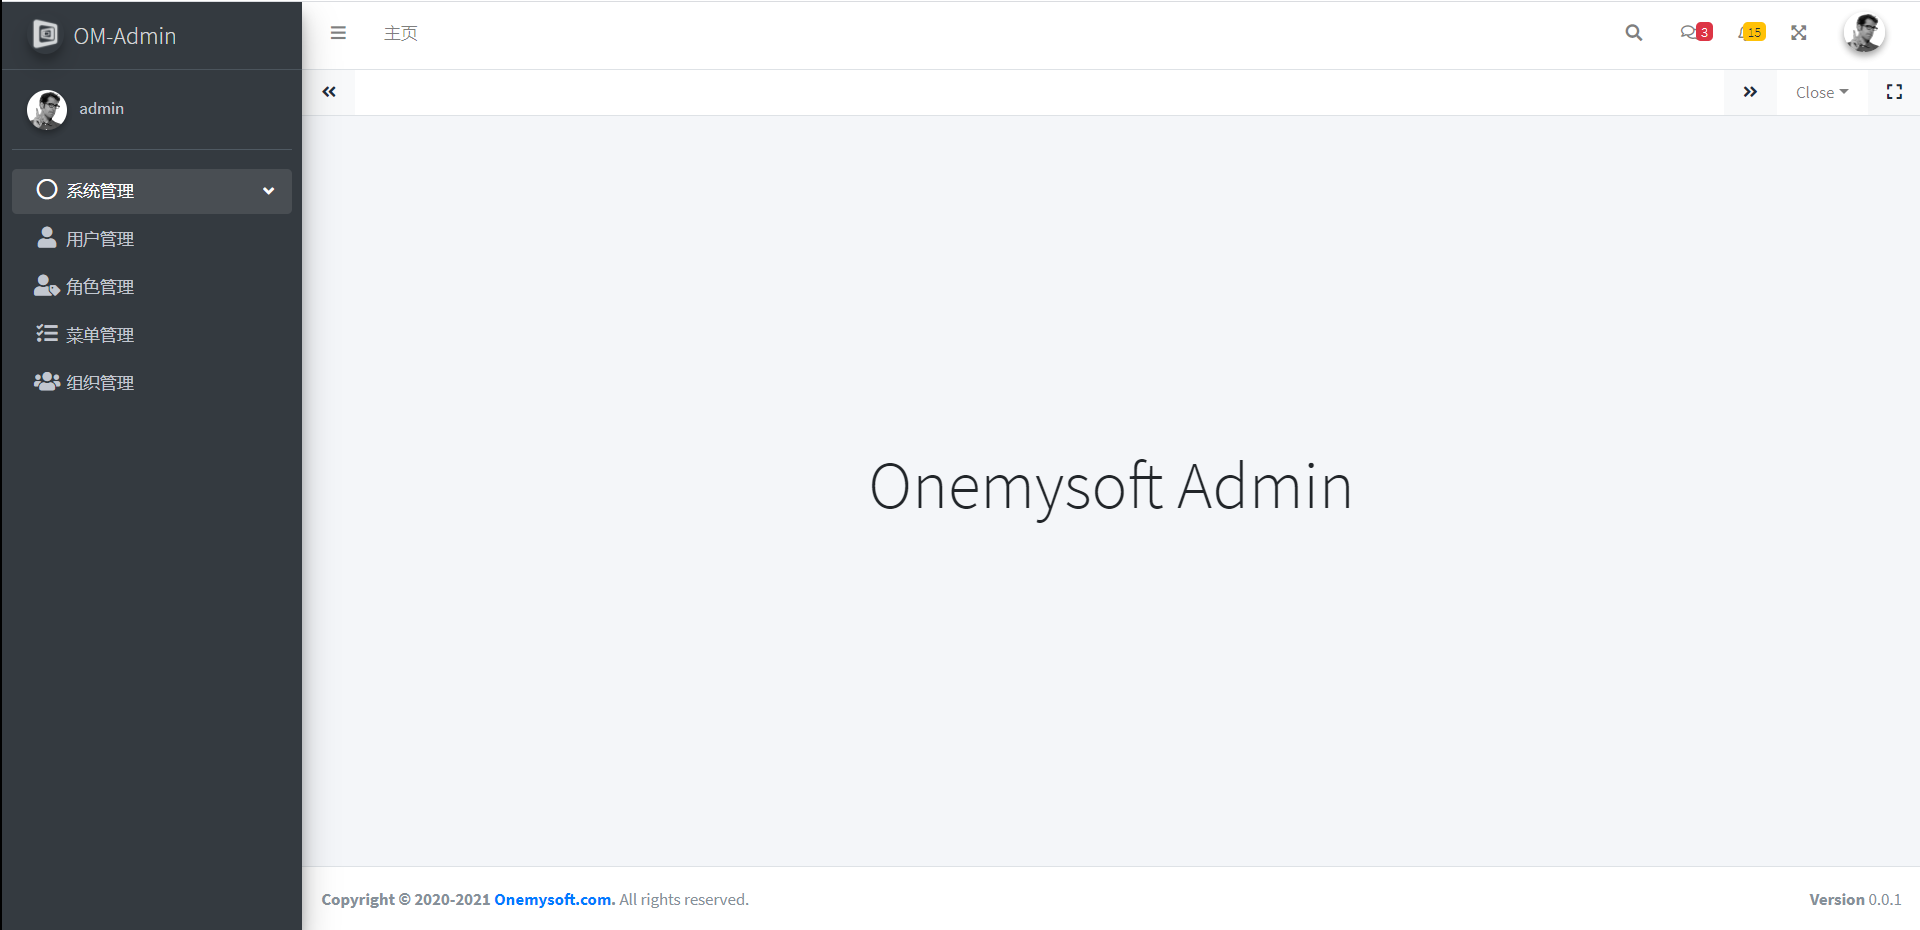 OM-Admin
admin
系统管理
用户管理
角色管理
菜单管理
组织管理
主页
3
15
Close
Onemysoft Admin
Copyright © 2020-2021 Onemysoft.com. All rights reserved.
Version 0.0.1